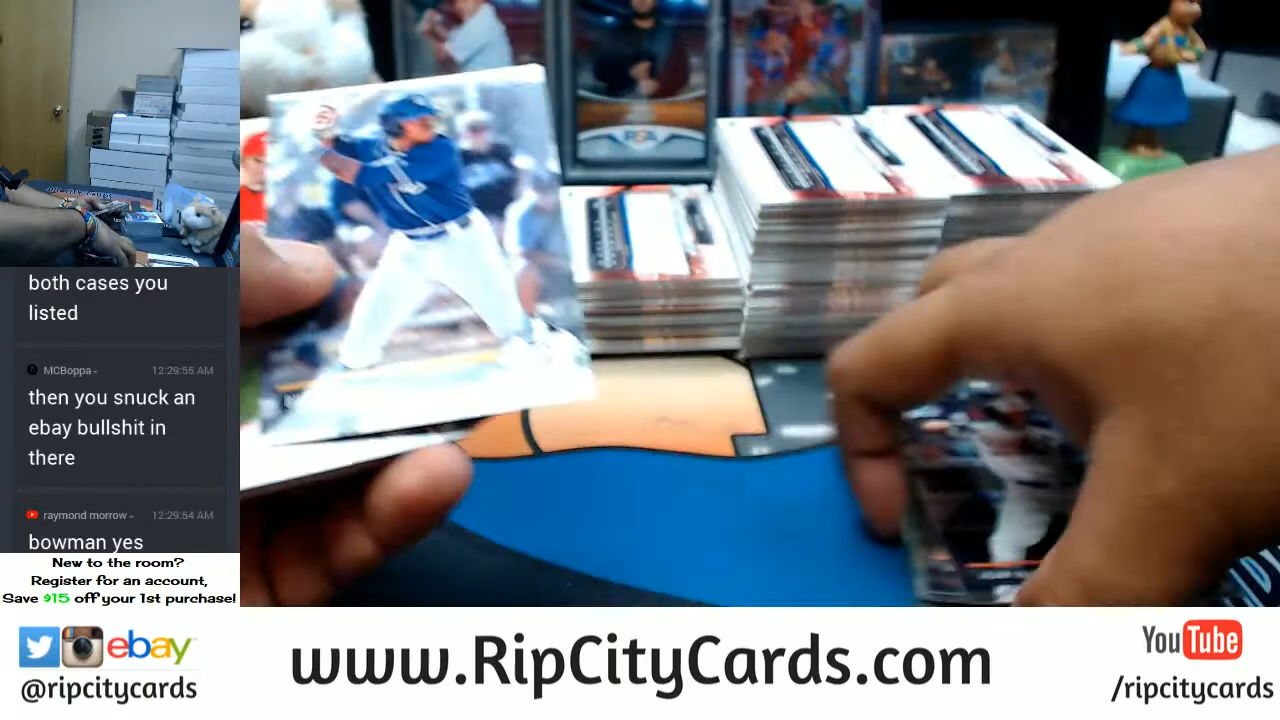 both cases you
listed
MCBoppa- 12:29:55 AM
then you snuck an
ebay bullshit in
there
raymond morrow- 12:29:54 AM
bowman yes
New to the room?
Register for an account,
Save $15 off your 1st purchase!
ebay
@ripcitycards
www.RipCityCards.com
YouTube
/ripcitycards
PSA